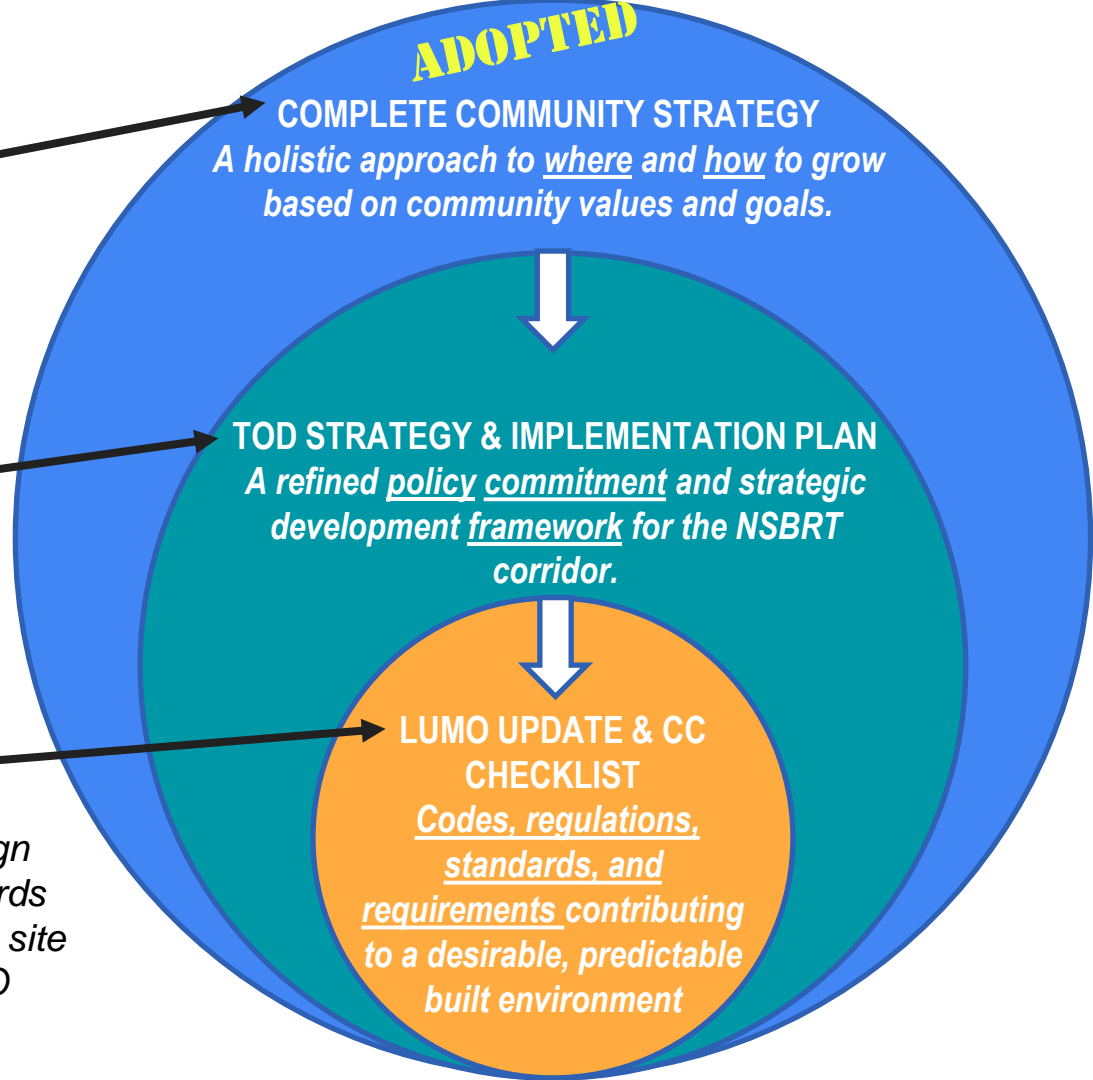 ADOPTED
COMPLETE COMMUNITY STRATEGY
A holistic approach to where and how to grow
based on community values and goals.
TOD STRATEGY & IMPLEMENTATION PLAN
A refined policy commitment and strategic
development framework for the NSBRT
corridor.
LUMO UPDATE & CC
CHECKLIST
Codes, regulations,
standards, and
requirements contributing
to a desirable, predictable
built environment
site